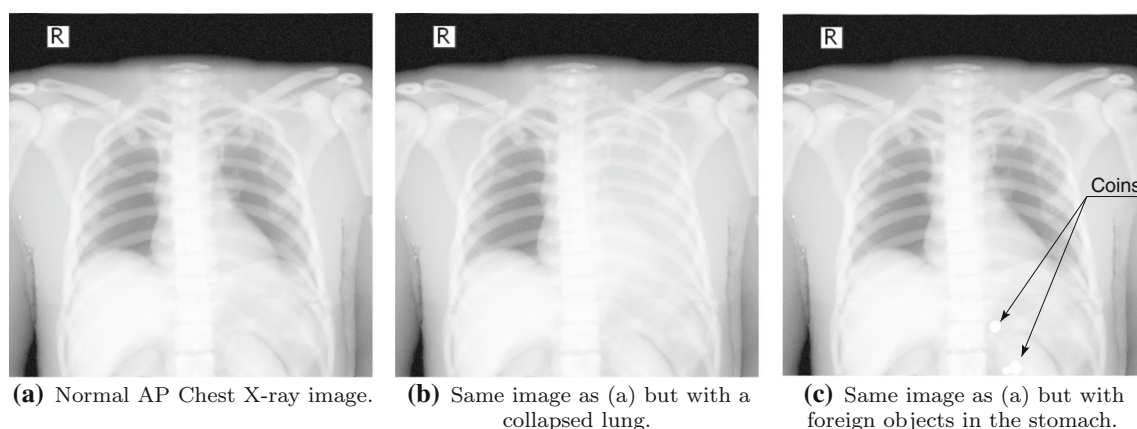 R
R
R
Coins
(a) Normal AP Chest X-ray image.
(b) Same image as (a) but with a
collapsed lung.
(c) Same image as (a) but with
foreign objects in the stomach.